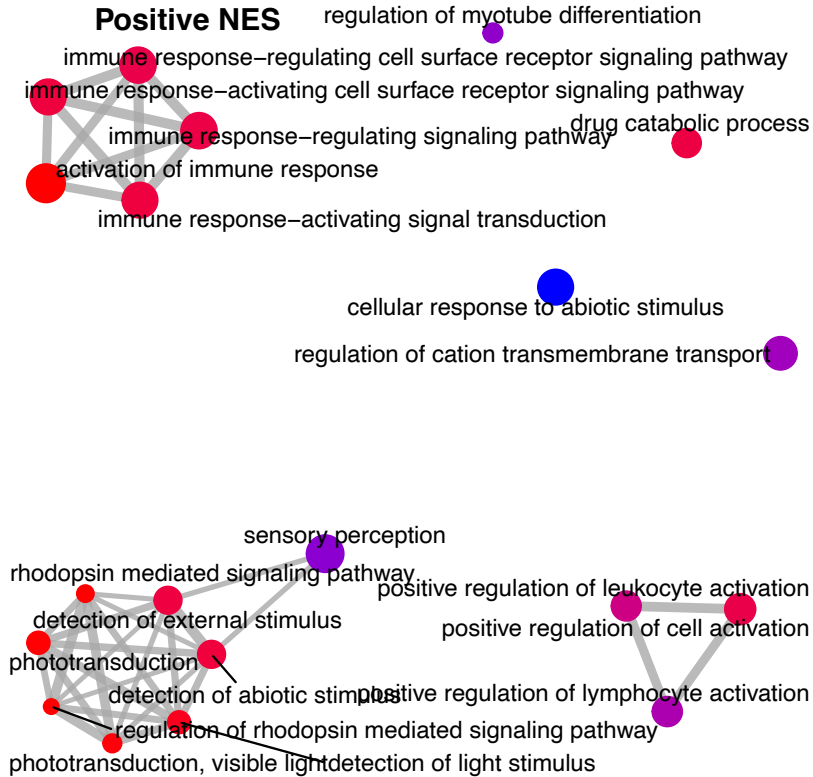 Positive NES
regulation of myotube differentiation
immune response−regulating cell surface receptor signaling pathway
immune response−activating cell surface receptor signaling pathway
drug catabolic process
immune response−regulating signaling pathway
activation of immune response
immune response−activating signal transduction
cellular response to abiotic stimulus
regulation of cation transmembrane transport
sensory perception
rhodopsin mediated signaling pathway
positive regulation of leukocyte activation
detection of external stimulus
positive regulation of cell activation
phototransduction
detection of abiotic stimulus
positive regulation of lymphocyte activation
regulation of rhodopsin mediated signaling pathway
phototransduction, visible light
detection of light stimulus